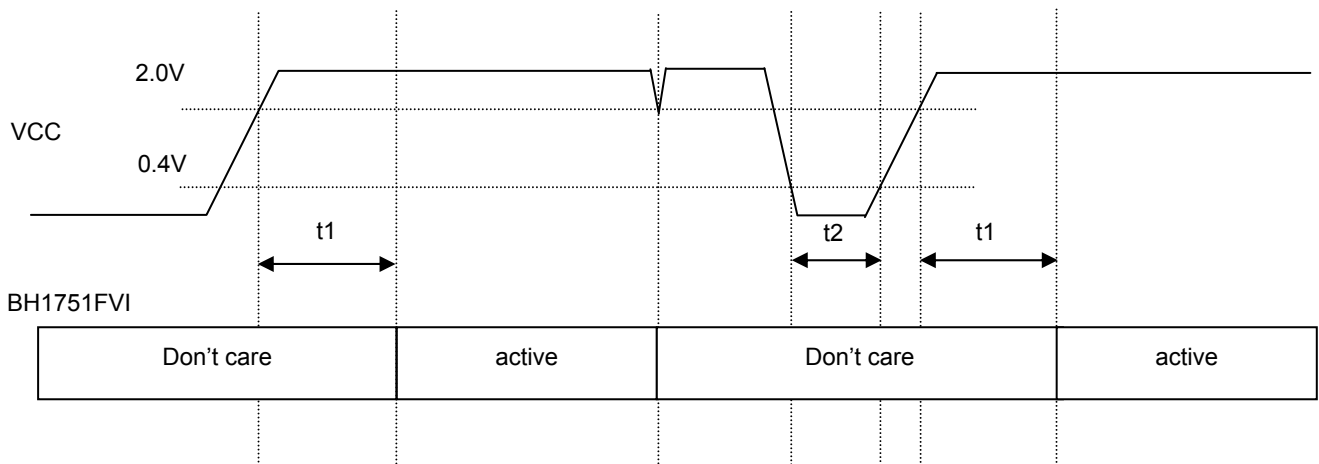 2.0V
VCC
0.4V
t1
t2
t1
BH1751FVI
Don’t care
active
Don’t care
active